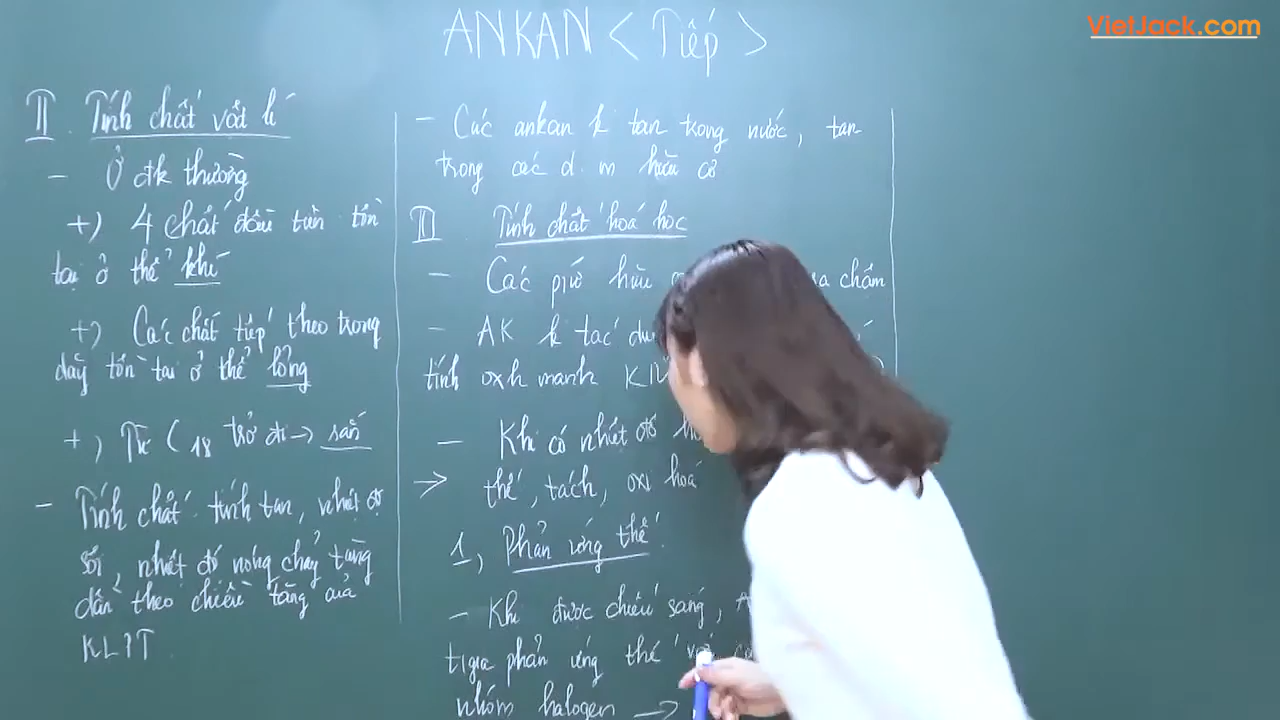 ANKAN < Tiếp >
VietJack.com
II. Tính chất vật lí
- Ở đk thường
+) 4 chất đầu tiên tồn
tại ở thể khí
+) Các chất tiếp theo trong
dãy tồn tại ở thể lỏng
+) Từ C18 trở đi → rắn
- Tính chất: tính tan, nhiệt độ
sôi, nhiệt độ nóng chảy tăng
dần theo chiều tăng của
KLPT
- Các ankan k tan trong nước, tan
trong các d.m hữu cơ
III. Tính chất hoá học
- Các pứ hữu chậm
- AK k tác
tính oxh mạnh
- Khi có nhiệt độ
→ thế, tách, oxi hoá
1, Phản ứng thế
- Khi được chiếu sáng,
tgia phản ứng thế với
nhóm halogen →